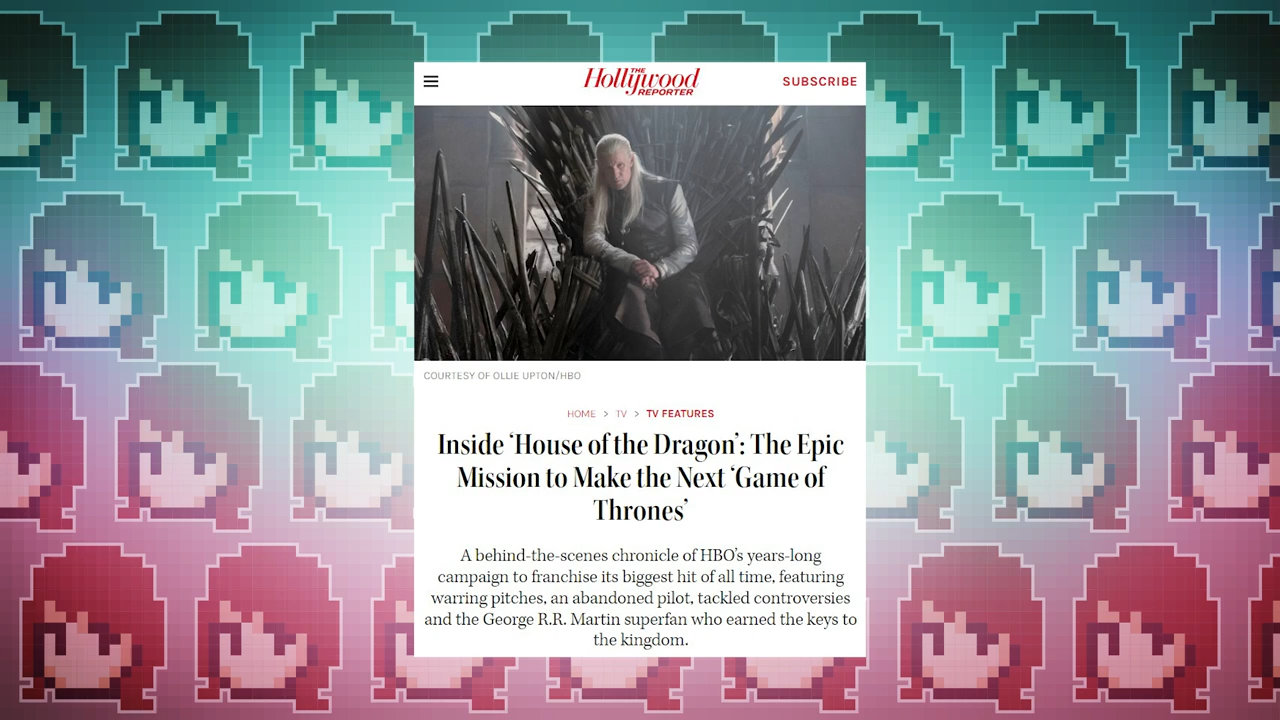 THE
Hollywood
REPORTER
SUBSCRIBE
COURTESY OF OLLIE UPTON/HBO
HOME > TV > TV FEATURES
Inside ‘House of the Dragon’: The Epic
Mission to Make the Next ‘Game of
Thrones’
A behind-the-scenes chronicle of HBO’s years-long
campaign to franchise its biggest hit of all time, featuring
warring pitches, an abandoned pilot, tackled controversies
and the George R.R. Martin superfan who earned the keys to
the kingdom.